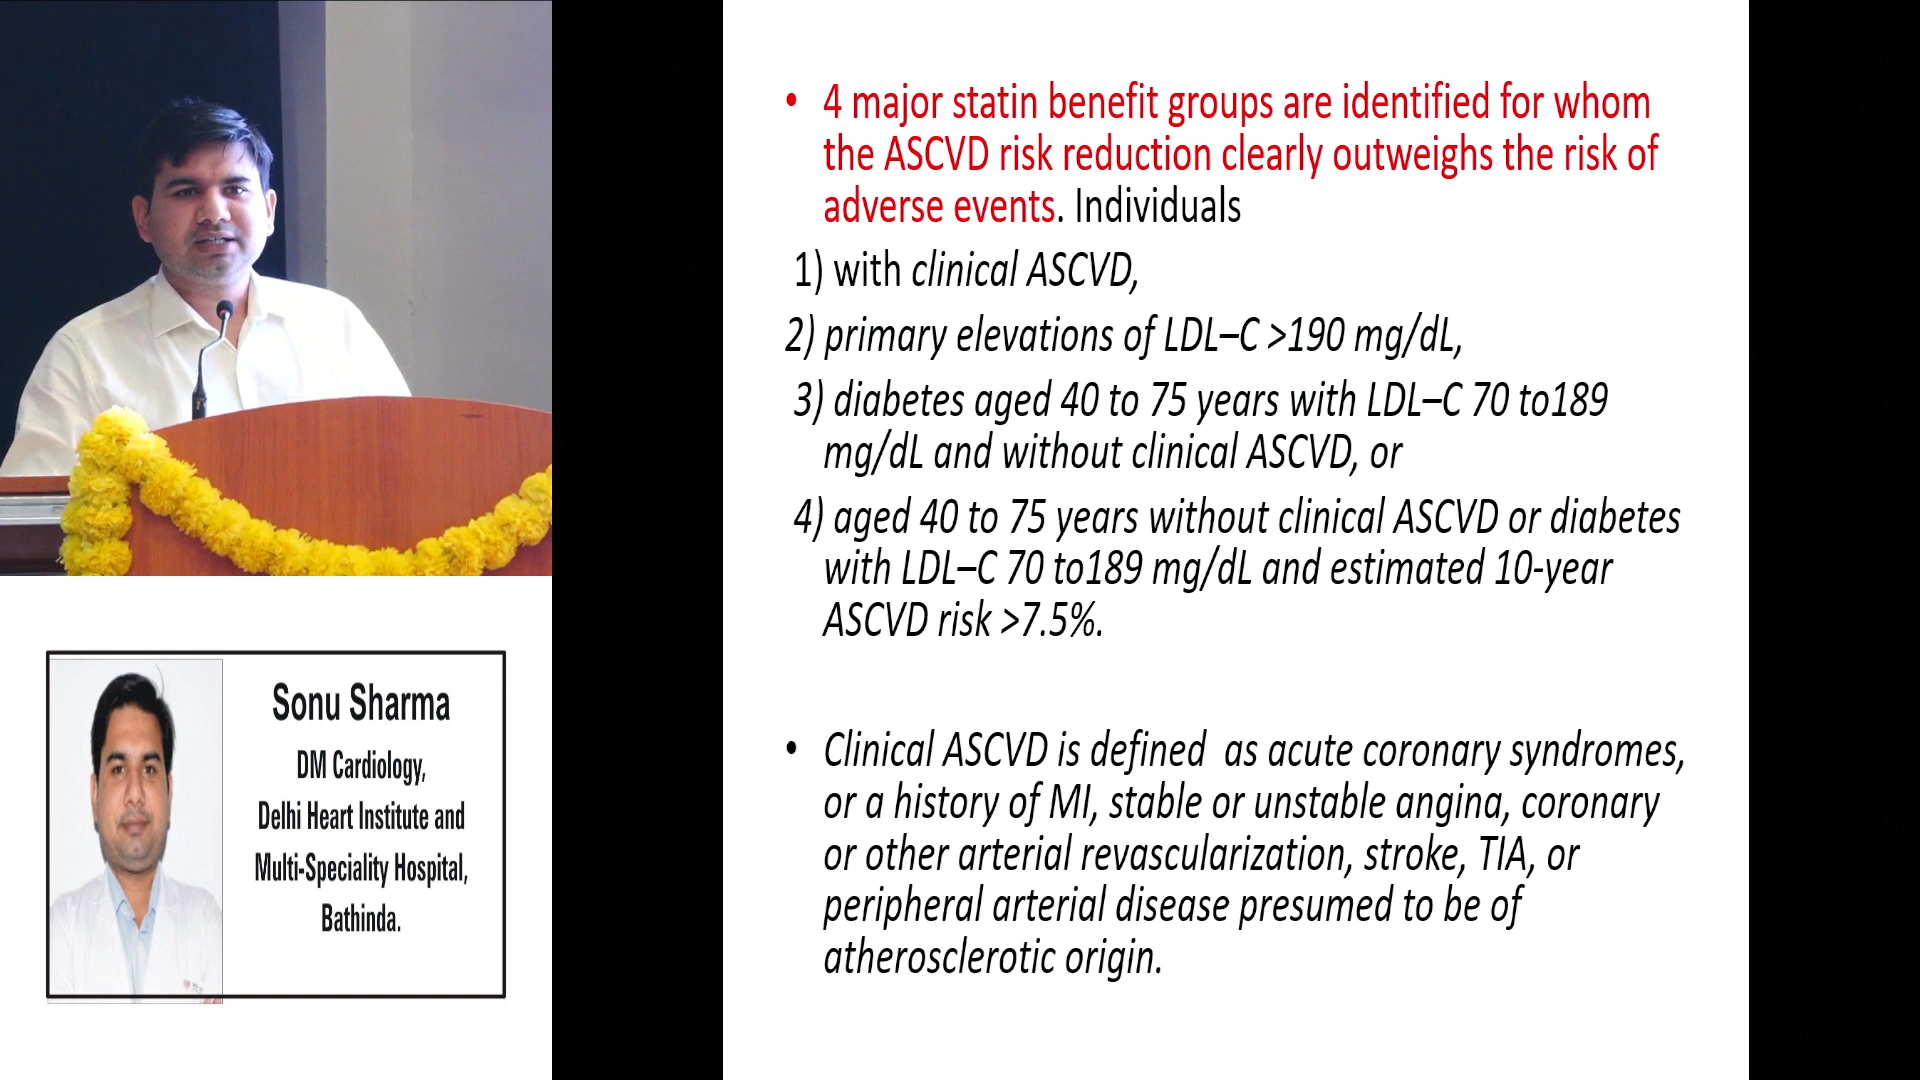 • 4 major statin benefit groups are identified for whom
the ASCVD risk reduction clearly outweighs the risk of
adverse events. Individuals
1) with clinical ASCVD,
2) primary elevations of LDL–C >190 mg/dL,
3) diabetes aged 40 to 75 years with LDL–C 70 to189
mg/dL and without clinical ASCVD, or
4) aged 40 to 75 years without clinical ASCVD or diabetes
with LDL–C 70 to189 mg/dL and estimated 10-year
ASCVD risk >7.5%.
• Clinical ASCVD is defined  as acute coronary syndromes,
or a history of MI, stable or unstable angina, coronary
or other arterial revascularization, stroke, TIA, or
peripheral arterial disease presumed to be of
atherosclerotic origin.
Sonu Sharma
DM Cardiology,
Delhi Heart Institute and
Multi-Speciality Hospital,
Bathinda.